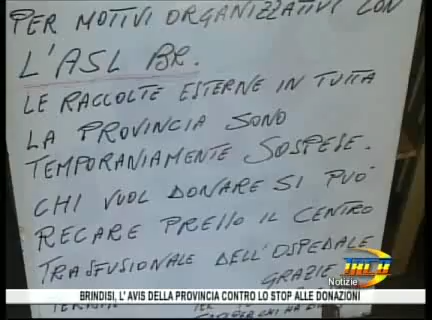 PER MOTIVI ORGANIZZATIVI CON
L'ASL BR.
LE RACCOLTE ESTERNE IN TUTTA
LA PROVINCIA SONO
TEMPORANIAMENTE SOSPESE.
CHI VUOL DONARE SI PUÒ
RECARE PRESSO IL CENTRO
TRASFUSIONALE DELL'OSPEDALE
GRAZIE
Notizie
BRINDISI, L' AVIS DELLA PROVINCIA CONTRO LO STOP ALLE DONAZIONI